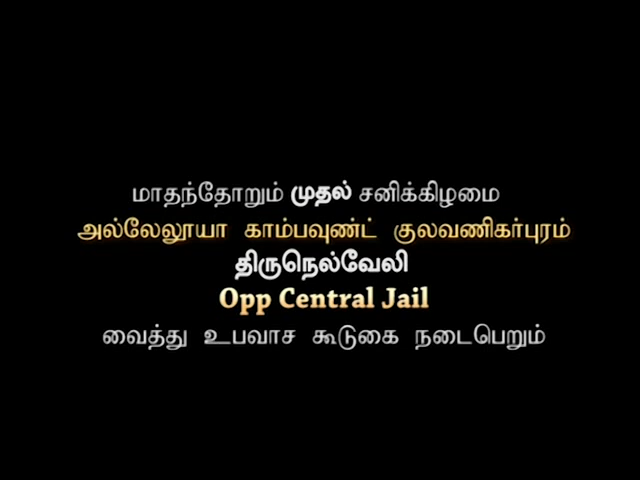 மாதந்தோறும் முதல் சனிக்கிழமை
அல்லேலூயா காம்பவுண்ட் குலவணிகர்புரம்
திருநெல்வேலி
Opp Central Jail
வைத்து உபவாச கூடுகை நடைபெறும்